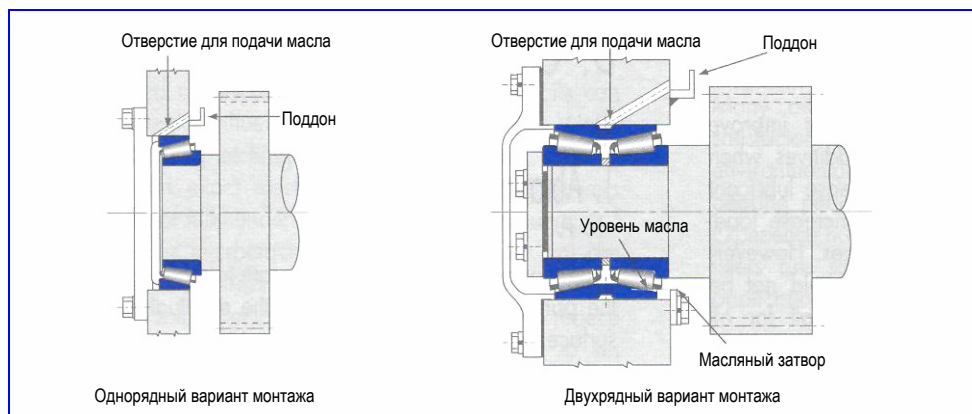 Отверстие для подачи масла
Поддон
Однорядный вариант монтажа
Отверстие для подачи масла
Поддон
Уровень масла
Масляный затвор
Двухрядный вариант монтажа